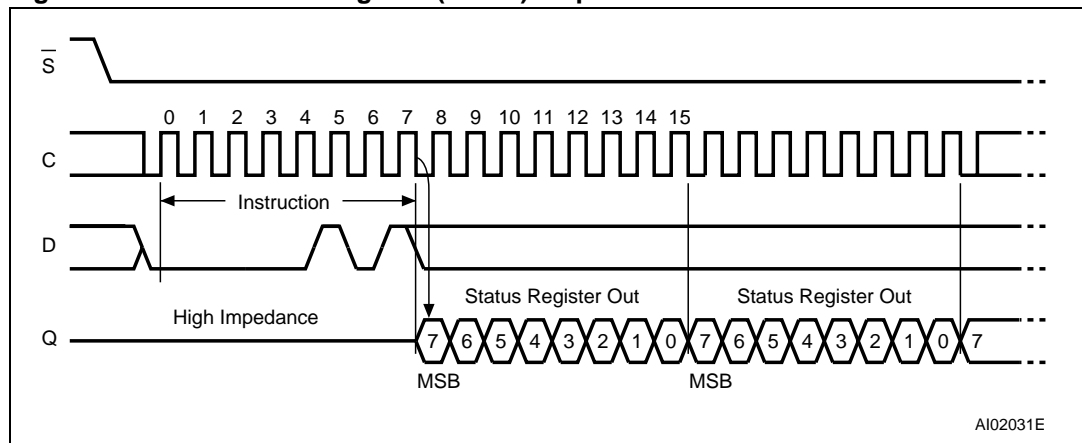 S
0 1 2 3 4 5 6 7 8 9 10 11 12 13 14 15
C
Instruction
D
Status Register Out Status Register Out
High Impedance
Q 7 6 5 4 3 2 1 0 7 6 5 4 3 2 1 0 7
MSB MSB
AI02031E